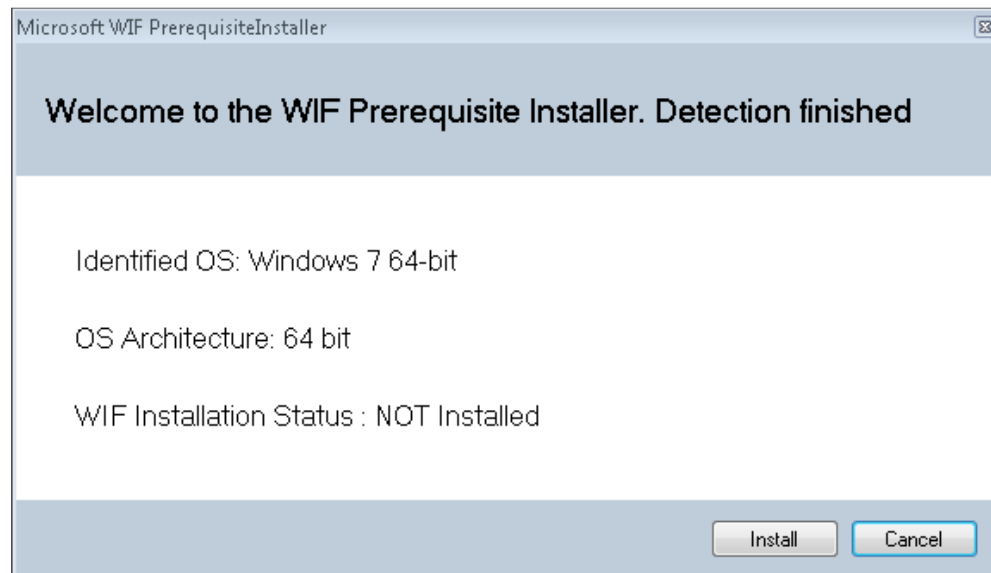 Microsoft WIF PrerequisiteInstaller
Welcome to the WIF Prerequisite Installer. Detection finished
Identified OS: Windows 7 64-bit
OS Architecture: 64 bit
WIF Installation Status : NOT Installed
Install Cancel